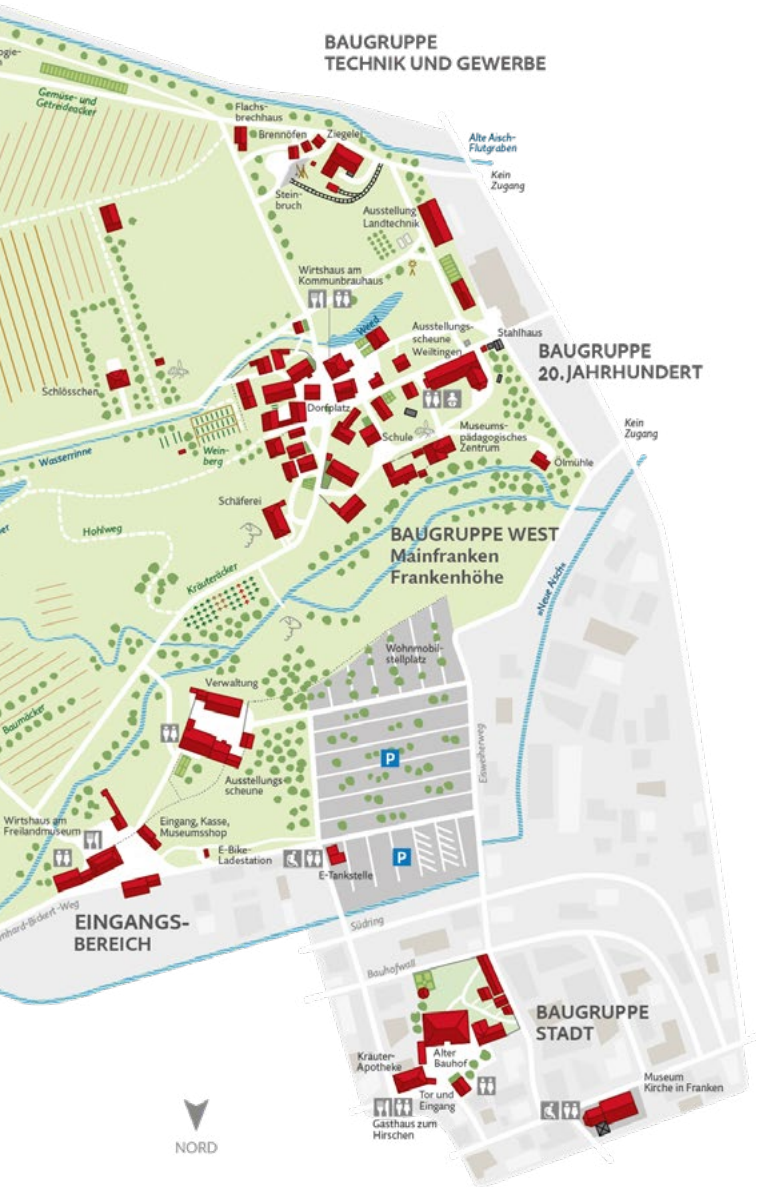 BAUGRUPPE
TECHNIK UND GEWERBE
Gemüse- und
Getreideäcker
Flachs-
brechhaus
Brennöfen
Ziegelei
Alte Aisch-
Flutgraben
Kein
Zugang
Stein-
bruch
Ausstellung
Landtechnik
Wirtshaus am
Kommunbrauhaus
Weed
Ausstellungs-
scheune
Weiltingen
Stahlhaus
BAUGRUPPE
20. JAHRHUNDERT
Schlösschen
Dorfplatz
Kein
Zugang
Wasserrinne
Wein-
berg
Schule
Museums-
pädagogisches
Zentrum
Ölmühle
Schäferei
Hohlweg
BAUGRUPPE WEST
Mainfranken
Frankenhöhe
Kräuteräcker
»Neue Aisch«
Wohnmobil-
stellplatz
Verwaltung
Baumäcker
Eisweiherweg
P
Ausstellungs-
scheune
Wirtshaus am
Freilandmuseum
Eingang, Kasse,
Museumsshop
E-Bike-
Ladestation
P
E-Tankstelle
EINGANGS-
BEREICH
Südring
Bauhofwall
BAUGRUPPE
STADT
Kräuter-
Apotheke
Alter
Bauhof
Tor und
Eingang
Gasthaus zum
Hirschen
Museum
Kirche in Franken
NORD